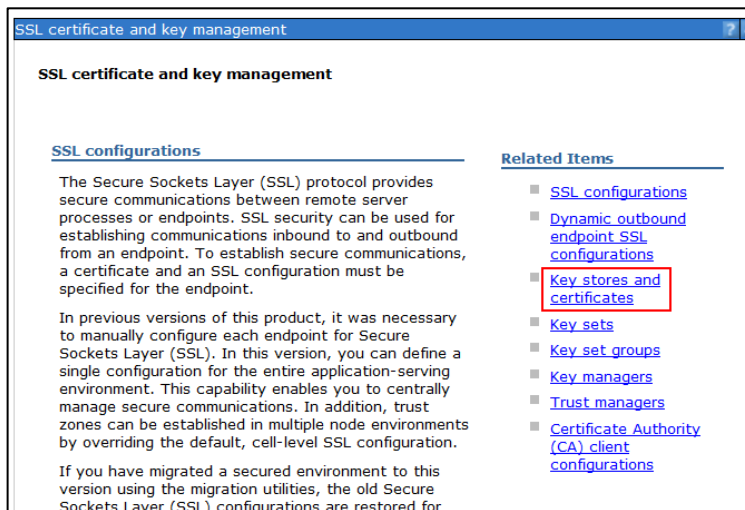 SSL certificate and key management
?
SSL certificate and key management
SSL configurations
The Secure Sockets Layer (SSL) protocol provides
secure communications between remote server
processes or endpoints. SSL security can be used for
establishing communications inbound to and outbound
from an endpoint. To establish secure communications,
a certificate and an SSL configuration must be
specified for the endpoint.
In previous versions of this product, it was necessary
to manually configure each endpoint for Secure
Sockets Layer (SSL). In this version, you can define a
single configuration for the entire application-serving
environment. This capability enables you to centrally
manage secure communications. In addition, trust
zones can be established in multiple node environments
by overriding the default, cell-level SSL configuration.
If you have migrated a secured environment to this
version using the migration utilities, the old Secure
Sockets Layer (SSL) configurations are restored for
Related Items
SSL configurations
Dynamic outbound
endpoint SSL
configurations
Key stores and
certificates
Key sets
Key set groups
Key managers
Trust managers
Certificate Authority
(CA) client
configurations